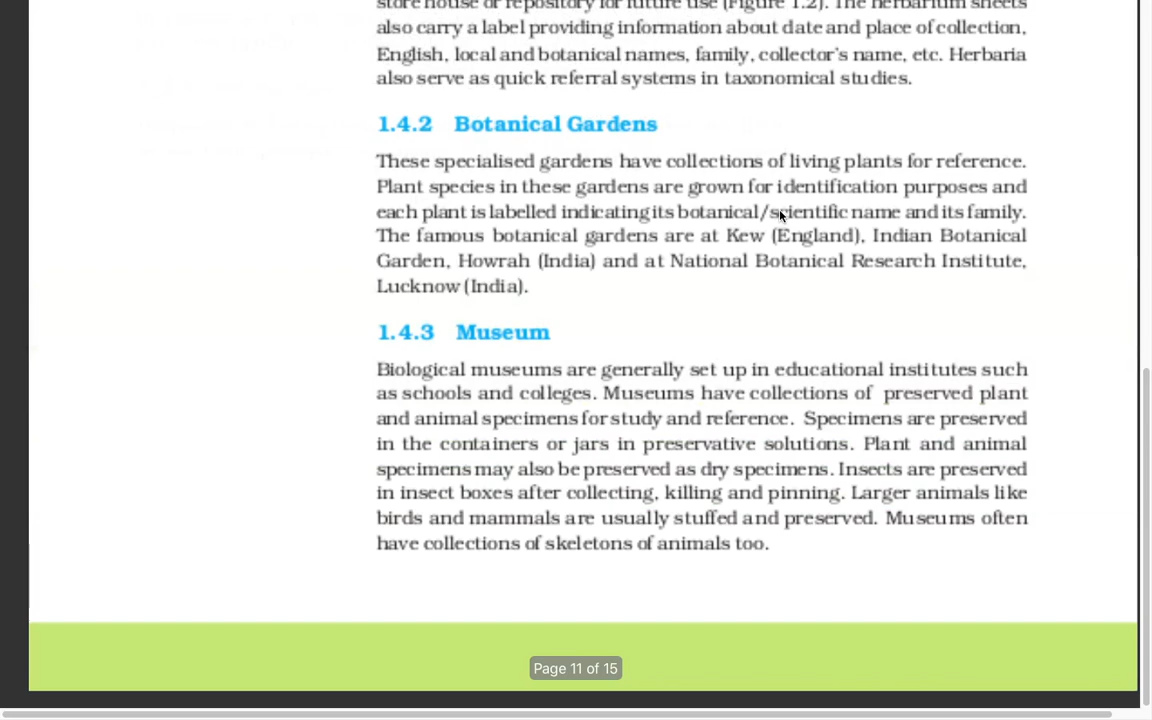 store house or repository for future use (Figure 1.2). The herbarium sheets
also carry a label providing information about date and place of collection,
English, local and botanical names, family, collector's name, etc. Herbaria
also serve as quick referral systems in taxonomical studies.
1.4.2 Botanical Gardens
These specialised gardens have collections of living plants for reference.
Plant species in these gardens are grown for identification purposes and
each plant is labelled indicating its botanical/scientific name and its family.
The famous botanical gardens are at Kew (England), Indian Botanical
Garden, Howrah (India) and at National Botanical Research Institute,
Lucknow (India).
1.4.3 Museum
Biological museums are generally set up in educational institutes such
as schools and colleges. Museums have collections of preserved plant
and animal specimens for study and reference. Specimens are preserved
in the containers or jars in preservative solutions. Plant and animal
specimens may also be preserved as dry specimens. Insects are preserved
in insect boxes after collecting, killing and pinning. Larger animals like
birds and mammals are usually stuffed and preserved. Museums often
have collections of skeletons of animals too.
Page 11 of 15